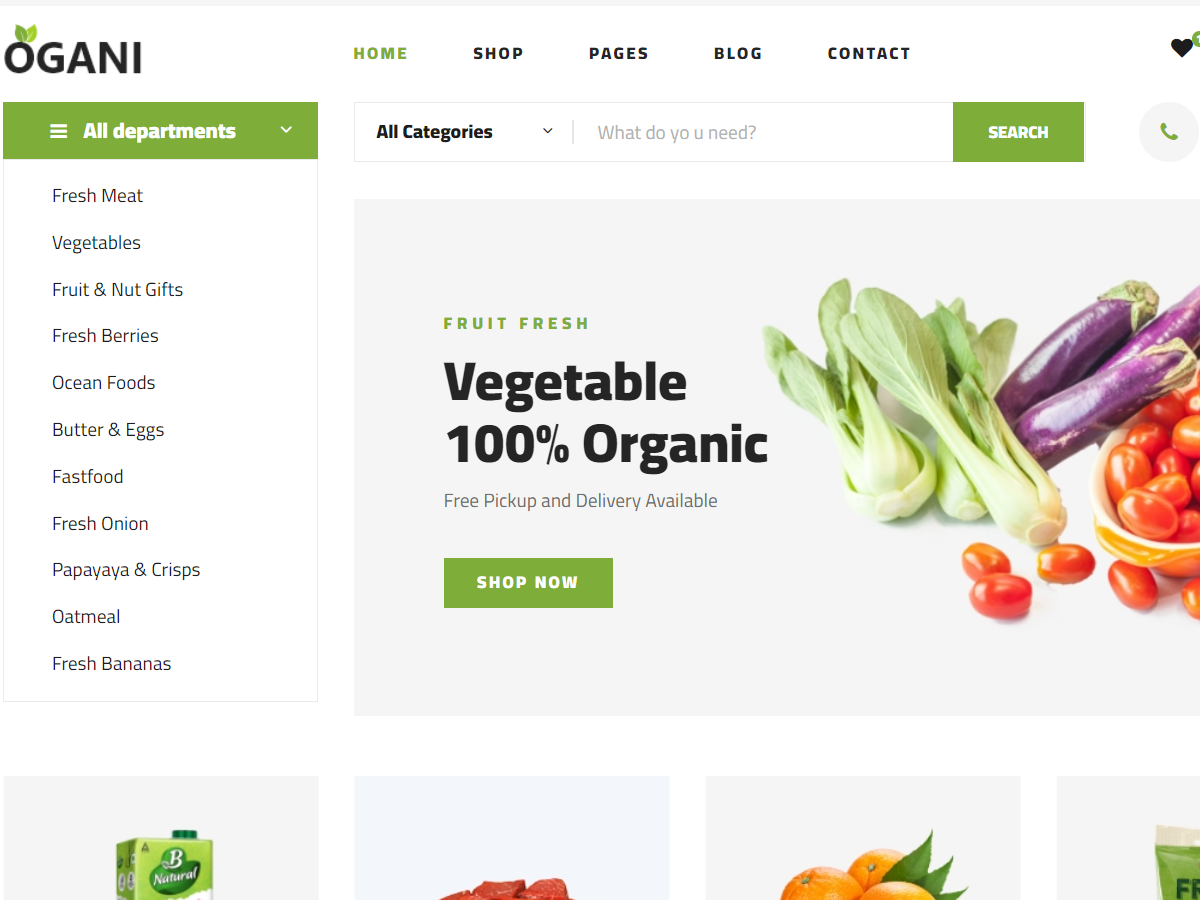 OGANI
HOME SHOP PAGES BLOG CONTACT
All departments
All Categories
What do yo u need?
SEARCH
Fresh Meat
Vegetables
Fruit & Nut Gifts
Fresh Berries
Ocean Foods
Butter & Eggs
Fastfood
Fresh Onion
Papayaya & Crisps
Oatmeal
Fresh Bananas
FRUIT FRESH
Vegetable
100% Organic
Free Pickup and Delivery Available
SHOP NOW
B
Natural